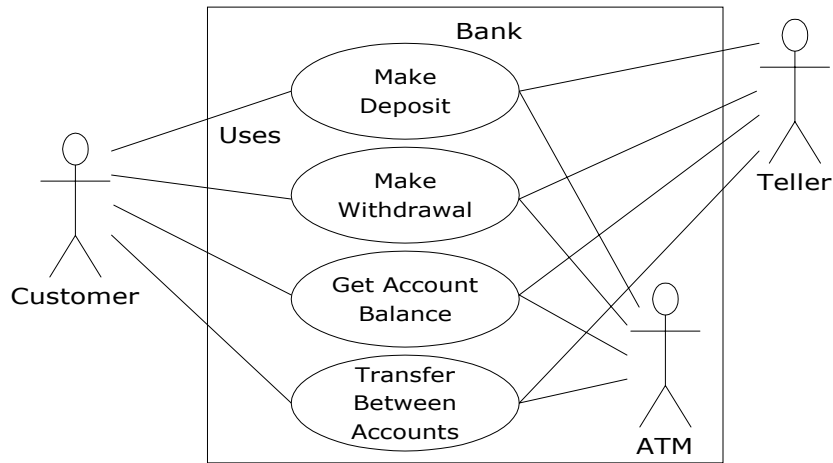 Bank
Make
Deposit
Uses
Make
Withdrawal
Teller
Customer
Get Account
Balance
Transfer
Between
Accounts
ATM